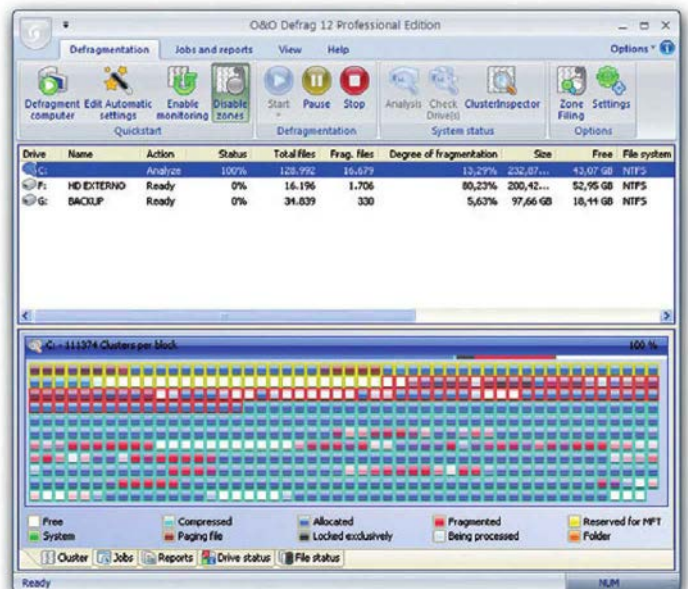 O&O Defrag 12 Professional Edition
Defragmentation Jobs and reports View Help Options
Defragment computer Edit Automatic settings Enable monitoring Disable zones Start Pause Stop Analysis Check Drive(s) ClusterInspector Zone Filing Settings
Quickstart Defragmentation System status Options
Drive Name Action Status Total files Frag. files Degree of fragmentation Size Free File system
C: Analyze 100% 128.992 16.679 13,29% 232,87... 43,07 GB NTFS
F: HD EXTERNO Ready 0% 16.196 1.706 80,23% 200,42... 52,95 GB NTFS
G: BACKUP Ready 0% 34.839 330 5,63% 97,66 GB 18,44 GB NTFS
C: - 111374 Clusters per block 100 %
Free Compressed Allocated Fragmented Reserved for MFT
System Paging file Locked exclusively Being processed Folder
Cluster Jobs Reports Drive status File status
Ready NUM